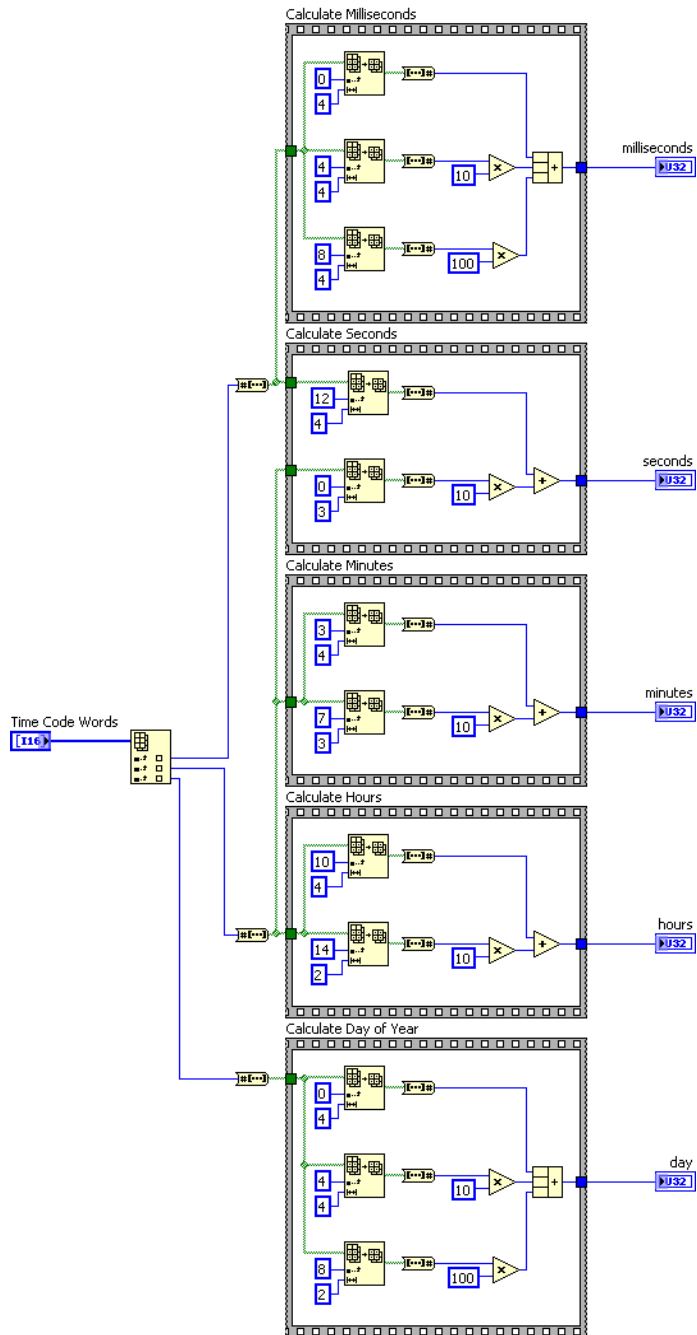 Calculate Milliseconds
0
4
4
4
10
8
4
100
milliseconds
U32
Calculate Seconds
12
4
0
3
10
seconds
U32
Calculate Minutes
3
4
7
3
10
minutes
U32
Time Code Words
I16
Calculate Hours
10
4
14
2
10
hours
U32
Calculate Day of Year
0
4
4
4
10
8
2
100
day
U32